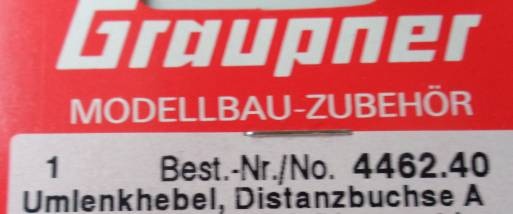 Graupner
MODELLBAU-ZUBEHÖR
1 Best.-Nr./No. 4462.40
Umlenkhebel, Distanzbuchse A